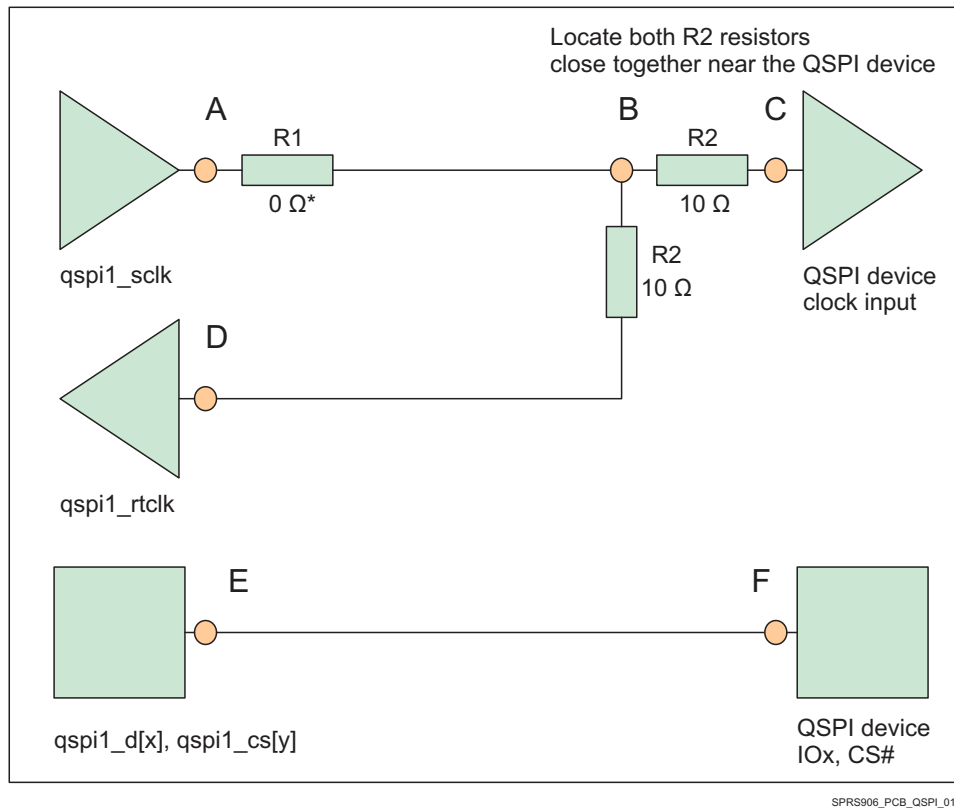 Locate both R2 resistors
close together near the QSPI device
A
R1
0 Ω*
B
R2
10 Ω
C
qspi1_sclk
R2
10 Ω
QSPI device
clock input
D
qspi1_rtclk
E
F
qspi1_d[x], qspi1_cs[y]
QSPI device
IOx, CS#
SPRS906_PCB_QSPI_01